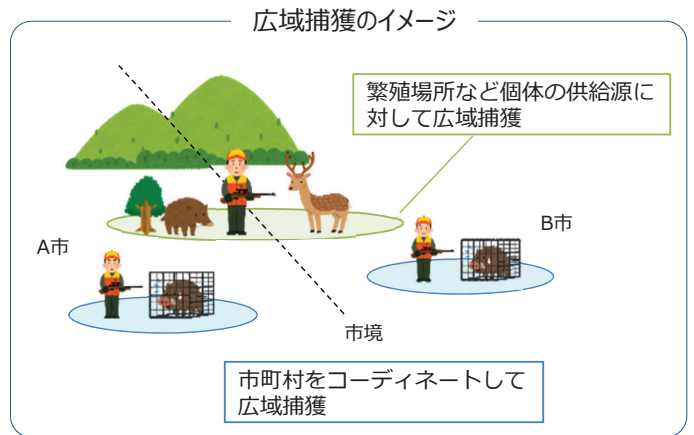 広域捕獲のイメージ
繁殖場所など個体の供給源に
対して広域捕獲
A市
B市
市境
市町村をコーディネートして
広域捕獲